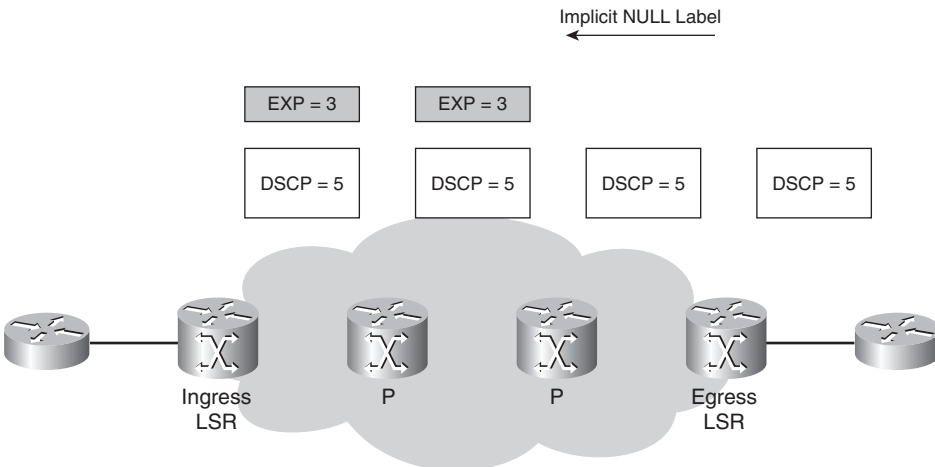 Implicit NULL Label
EXP = 3
EXP = 3
DSCP = 5
DSCP = 5
DSCP = 5
DSCP = 5
Ingress
LSR
P
P
Egress
LSR